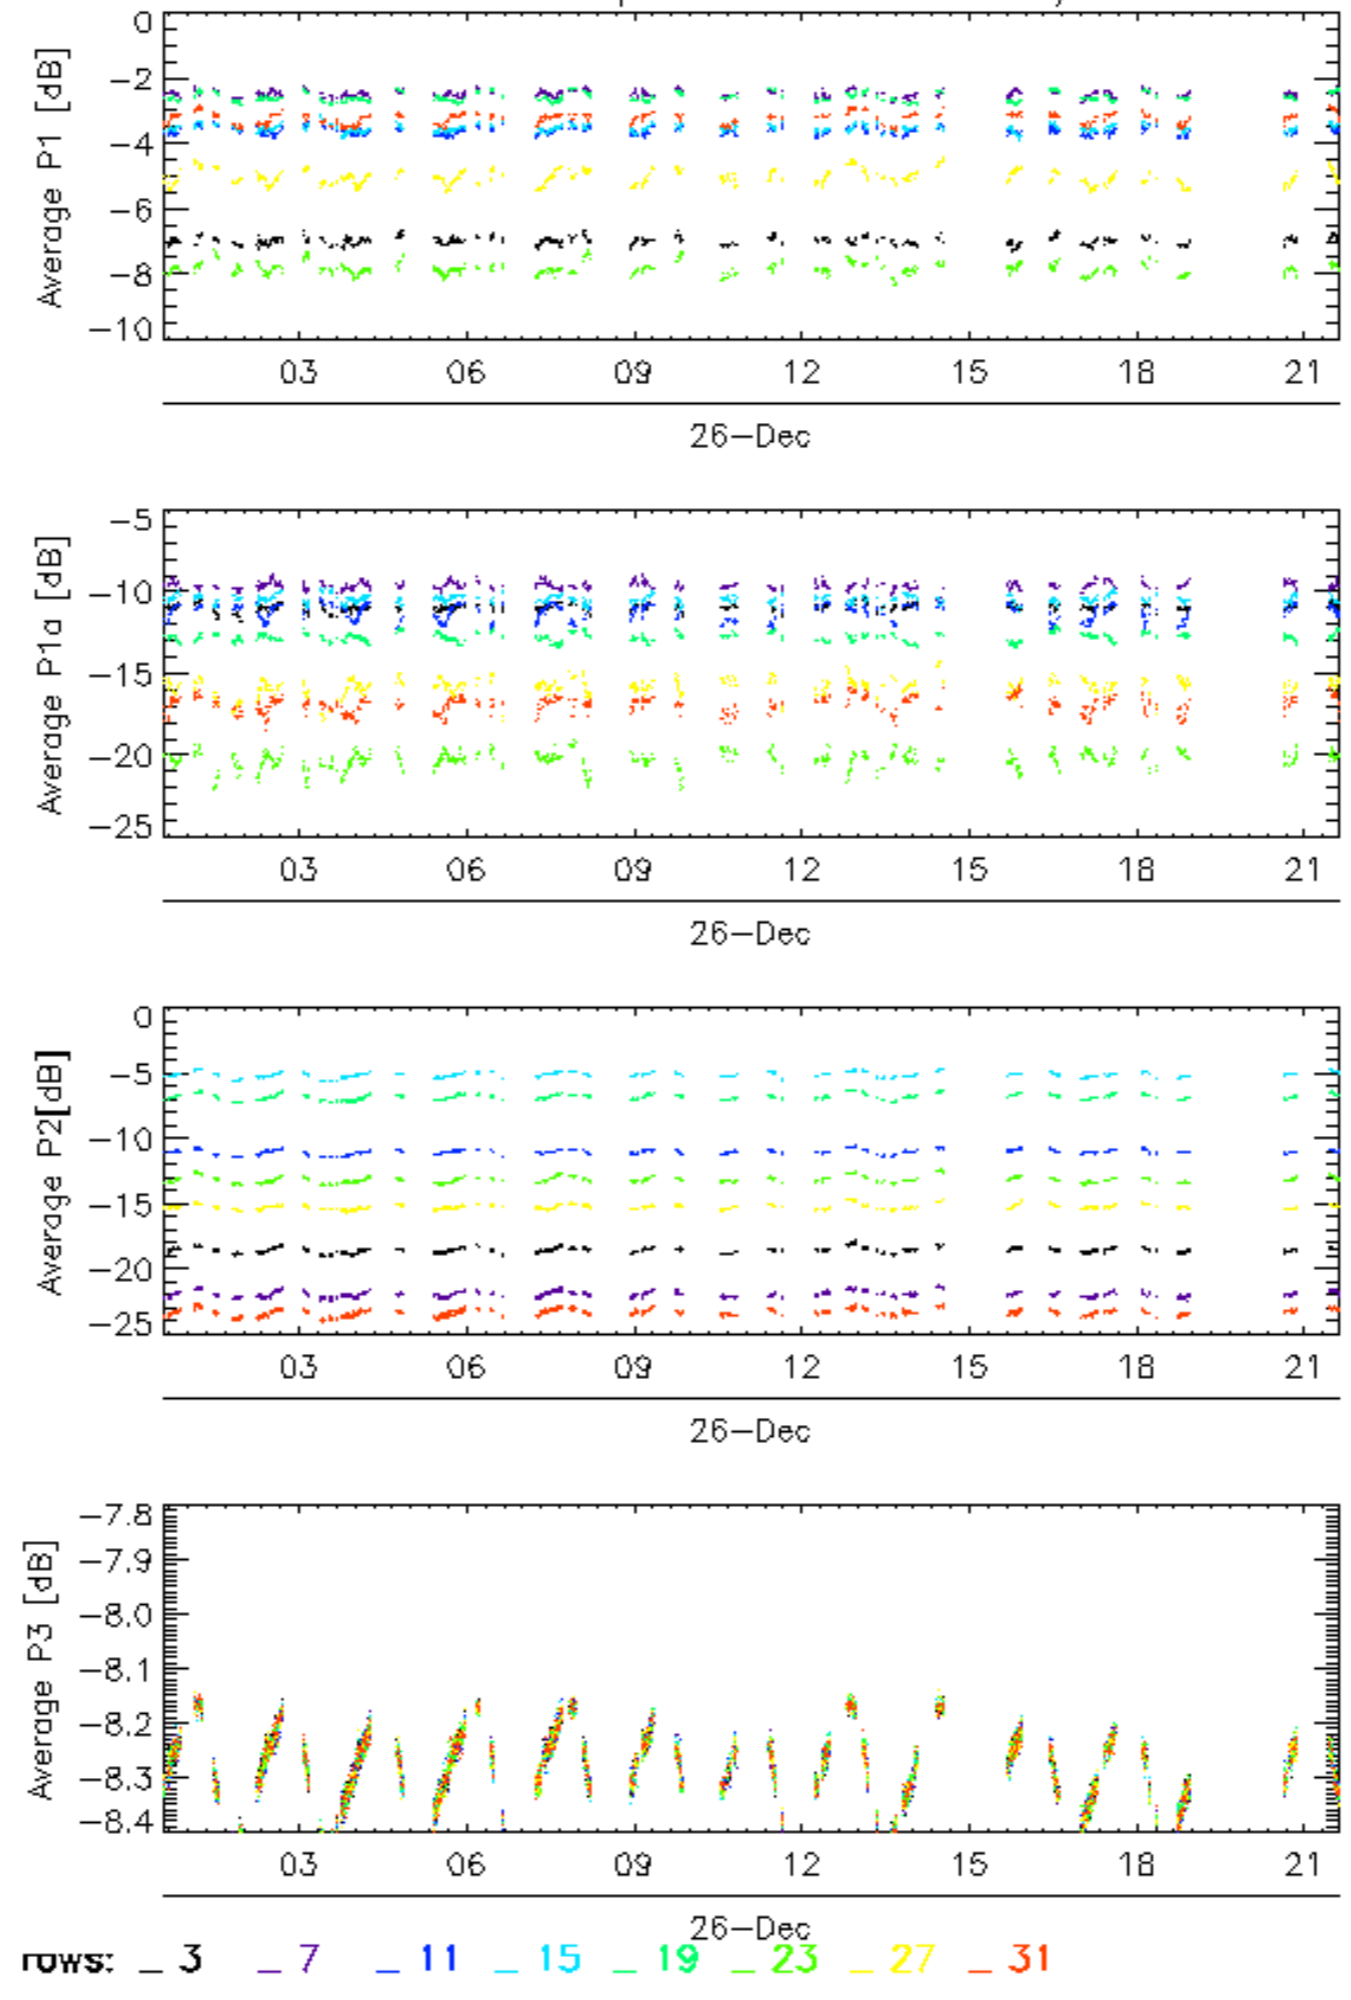 0
−2
−4
−6
−8
−10
Average P1 [dB]
03 06 09 12 15 18 21
26−Dec
−5
−10
−15
−20
−25
Average P1a [dB]
03 06 09 12 15 18 21
26−Dec
0
−5
−10
−15
−20
−25
Average P2[dB]
03 06 09 12 15 18 21
26−Dec
−7.8
−7.9
−8.0
−8.1
−8.2
−8.3
−8.4
Average P3 [dB]
03 06 09 12 15 18 21
26−Dec
rows: _ 3 _ 7 _ 11 _ 15 _ 19 _ 23 _ 27 _ 31